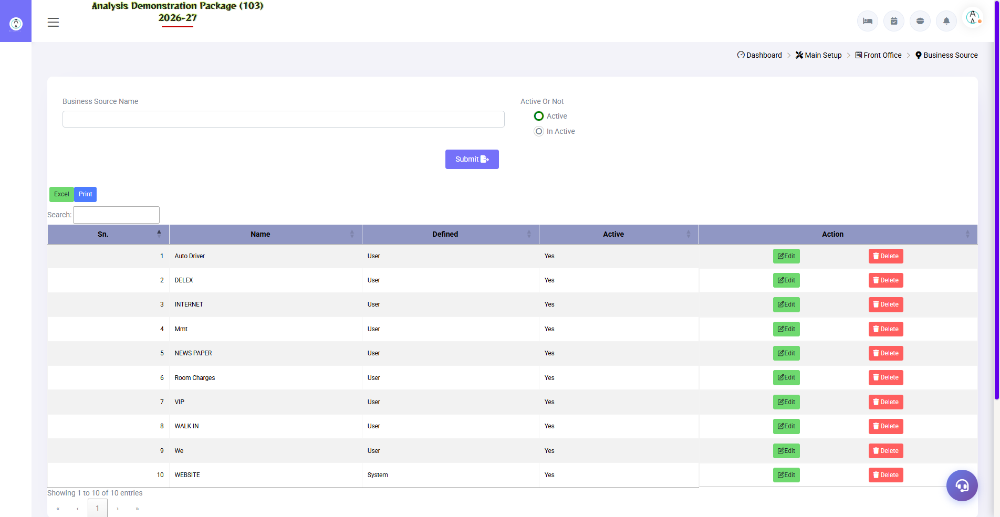 Analysis Demonstration Package (103)
2026-27
Dashboard > Main Setup > Front Office > Business Source
Business Source Name
Active Or Not
Active
In Active
Submit
Excel Print
Search:
Sn. Name Defined Active Action
1 Auto Driver User Yes Edit Delete
2 DELEX User Yes Edit Delete
3 INTERNET User Yes Edit Delete
4 Mmt User Yes Edit Delete
5 NEWS PAPER User Yes Edit Delete
6 Room Charges User Yes Edit Delete
7 VIP User Yes Edit Delete
8 WALK IN User Yes Edit Delete
9 We User Yes Edit Delete
10 WEBSITE System Yes Edit Delete
Showing 1 to 10 of 10 entries
« ‹ 1 › »